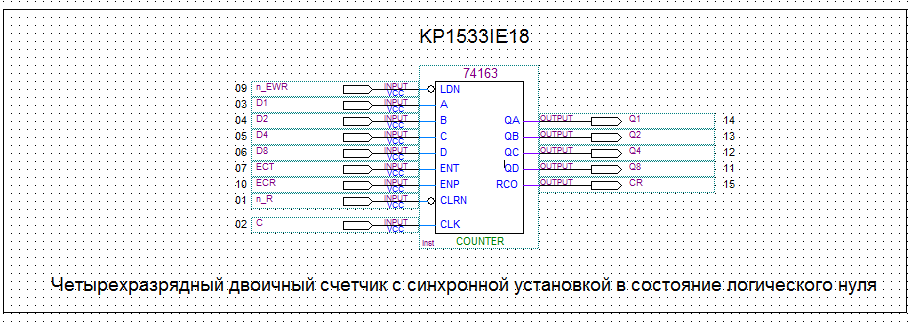 KP1533IE18
74163
09 n_EWR INPUT VCC LDN
03 D1 INPUT VCC A
04 D2 INPUT VCC B QA OUTPUT Q1 14
05 D4 INPUT VCC C QB OUTPUT Q2 13
06 D8 INPUT VCC D QC OUTPUT Q4 12
07 ECT INPUT VCC ENT QD OUTPUT Q8 11
10 ECR INPUT VCC ENP RCO OUTPUT CR 15
01 n_R INPUT VCC CLRN
02 C INPUT VCC CLK
inst COUNTER
Четырехразрядный двоичный счетчик с синхронной установкой в состояние логического нуля